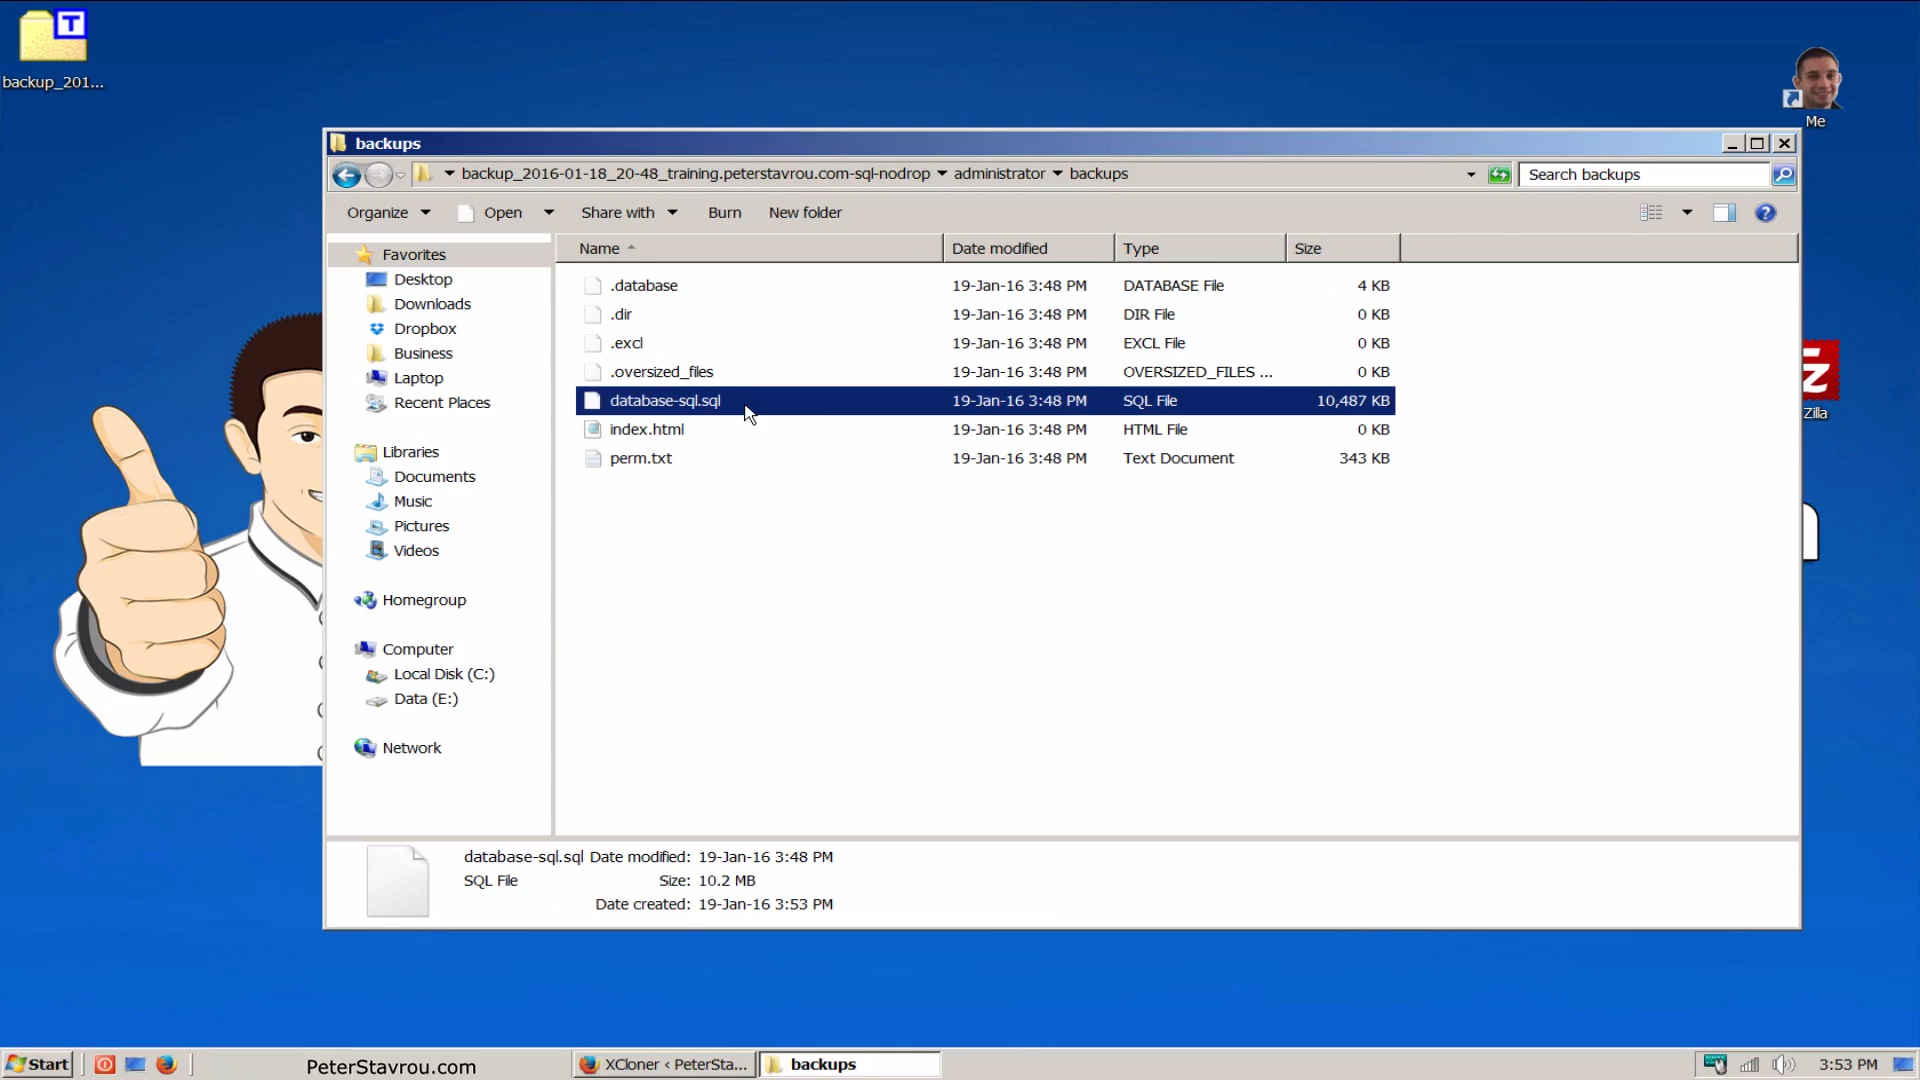 T
backup_201...
Me
backups
backup_2016-01-18_20-48_training.peterstavrou.com-sql-nodrop administrator backups
Search backups
Organize Open Share with Burn New folder
?
Favorites
Desktop
Downloads
Dropbox
Business
Laptop
Recent Places
Libraries
Documents
Music
Pictures
Videos
Homegroup
Computer
Local Disk (C:)
Data (E:)
Network
Name Date modified Type Size
.database 19-Jan-16 3:48 PM DATABASE File 4 KB
.dir 19-Jan-16 3:48 PM DIR File 0 KB
.excl 19-Jan-16 3:48 PM EXCL File 0 KB
.oversized_files 19-Jan-16 3:48 PM OVERSIZED_FILES ... 0 KB
database-sql.sql 19-Jan-16 3:48 PM SQL File 10,487 KB
index.html 19-Jan-16 3:48 PM HTML File 0 KB
perm.txt 19-Jan-16 3:48 PM Text Document 343 KB
Z
Zilla
database-sql.sql Date modified: 19-Jan-16 3:48 PM
SQL File Size: 10.2 MB
Date created: 19-Jan-16 3:53 PM
Start PeterStavrou.com XCloner ‹ PeterSta... backups 3:53 PM